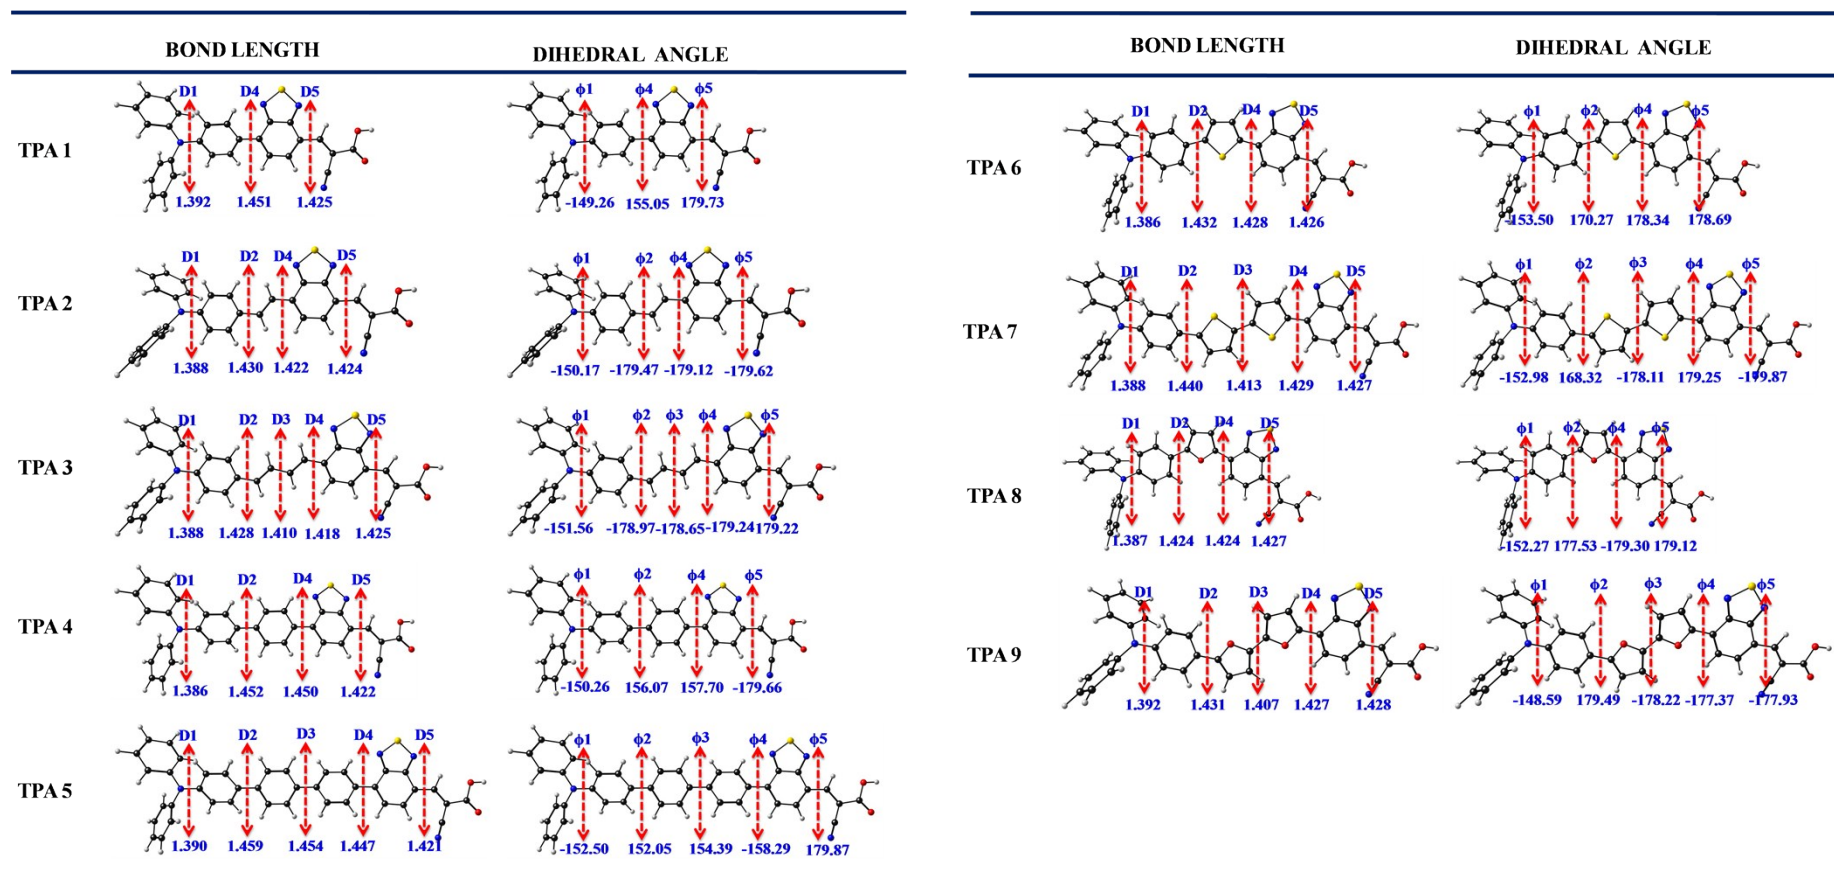 BOND LENGTH DIHEDRAL ANGLE
TPA 1
D1 D4 D5
1.392 1.451 1.425
ϕ1 ϕ4 ϕ5
-149.26 155.05 179.73
TPA 2
D1 D2 D4 D5
1.388 1.430 1.422 1.424
ϕ1 ϕ2 ϕ4 ϕ5
-150.17 -179.47 -179.12 -179.62
TPA 3
D1 D2 D3 D4 D5
1.388 1.428 1.410 1.418 1.425
ϕ1 ϕ2 ϕ3 ϕ4 ϕ5
-151.56 -178.97 -178.65 -179.24 179.22
TPA 4
D1 D2 D4 D5
1.386 1.452 1.450 1.422
ϕ1 ϕ2 ϕ4 ϕ5
-150.26 156.07 157.70 -179.66
TPA 5
D1 D2 D3 D4 D5
1.390 1.459 1.454 1.447 1.421
ϕ1 ϕ2 ϕ3 ϕ4 ϕ5
-152.50 152.05 154.39 -158.29 179.87
BOND LENGTH DIHEDRAL ANGLE
TPA 6
D1 D2 D4 D5
1.386 1.432 1.428 1.426
ϕ1 ϕ2 ϕ4 ϕ5
-153.50 170.27 178.34 178.69
TPA 7
D1 D2 D3 D4 D5
1.388 1.440 1.413 1.429 1.427
ϕ1 ϕ2 ϕ3 ϕ4 ϕ5
-152.98 168.32 -178.11 179.25 -179.87
TPA 8
D1 D2 D4 D5
1.387 1.424 1.424 1.427
ϕ1 ϕ2 ϕ4 ϕ5
-152.27 177.53 -179.30 179.12
TPA 9
D1 D2 D3 D4 D5
1.392 1.431 1.407 1.427 1.428
ϕ1 ϕ2 ϕ3 ϕ4 ϕ5
-148.59 179.49 -178.22 -177.37 -177.93